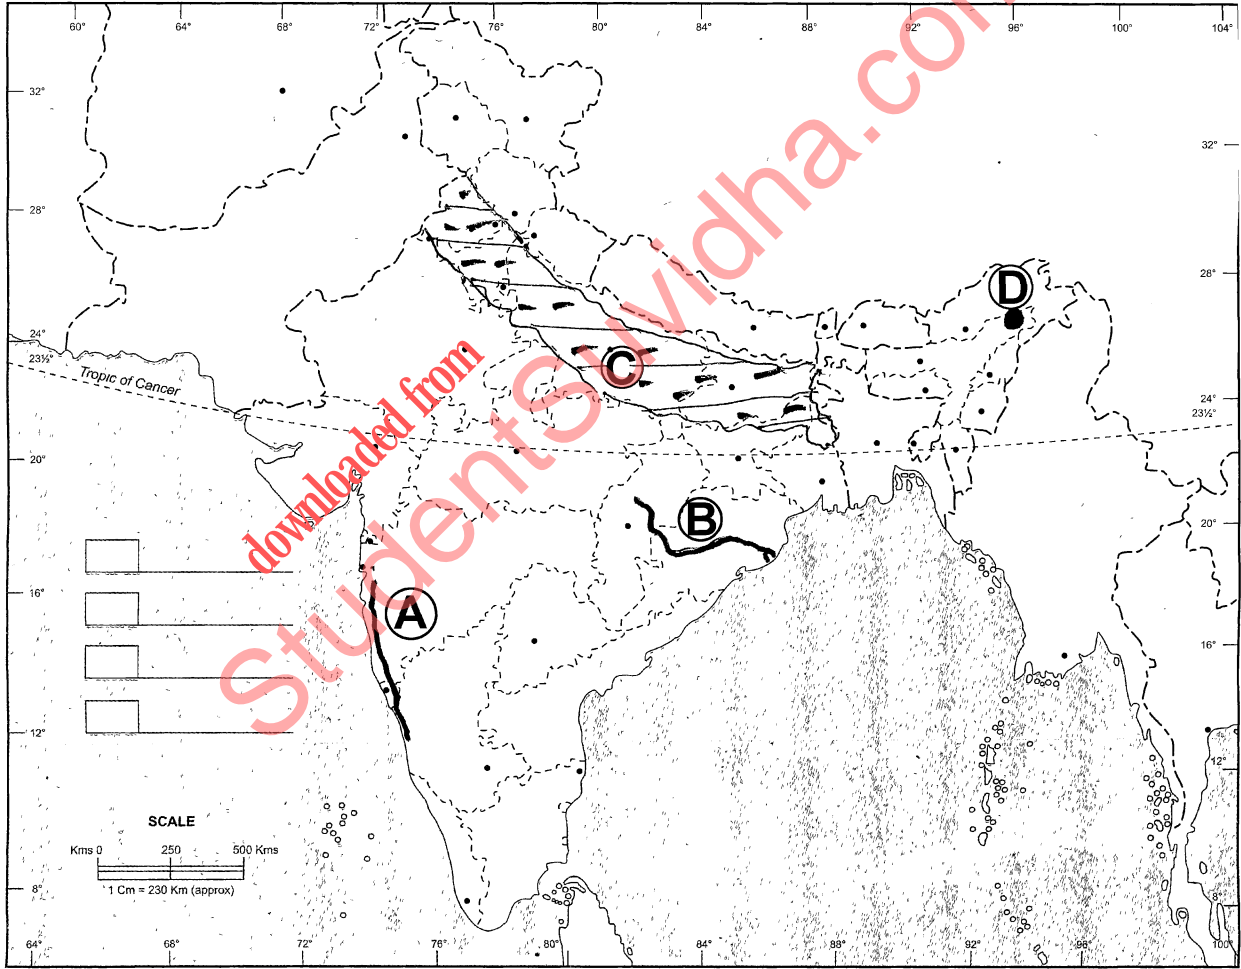 60° 64° 72° 76° 80° 84° 88° 92° 96° 100° 104°
32°
32°
28°
28°
24°
23½°
Tropic of Cancer
24°
23½°
20°
20°
16°
16°
12°
12°
8°
8°
A
B
C
D
SCALE
Kms 0 250 500 Kms
1 Cm = 230 Km (approx)
64° 72° 76° 80° 84° 88° 92° 96° 100°
downloaded from
StudentSuvidha.com